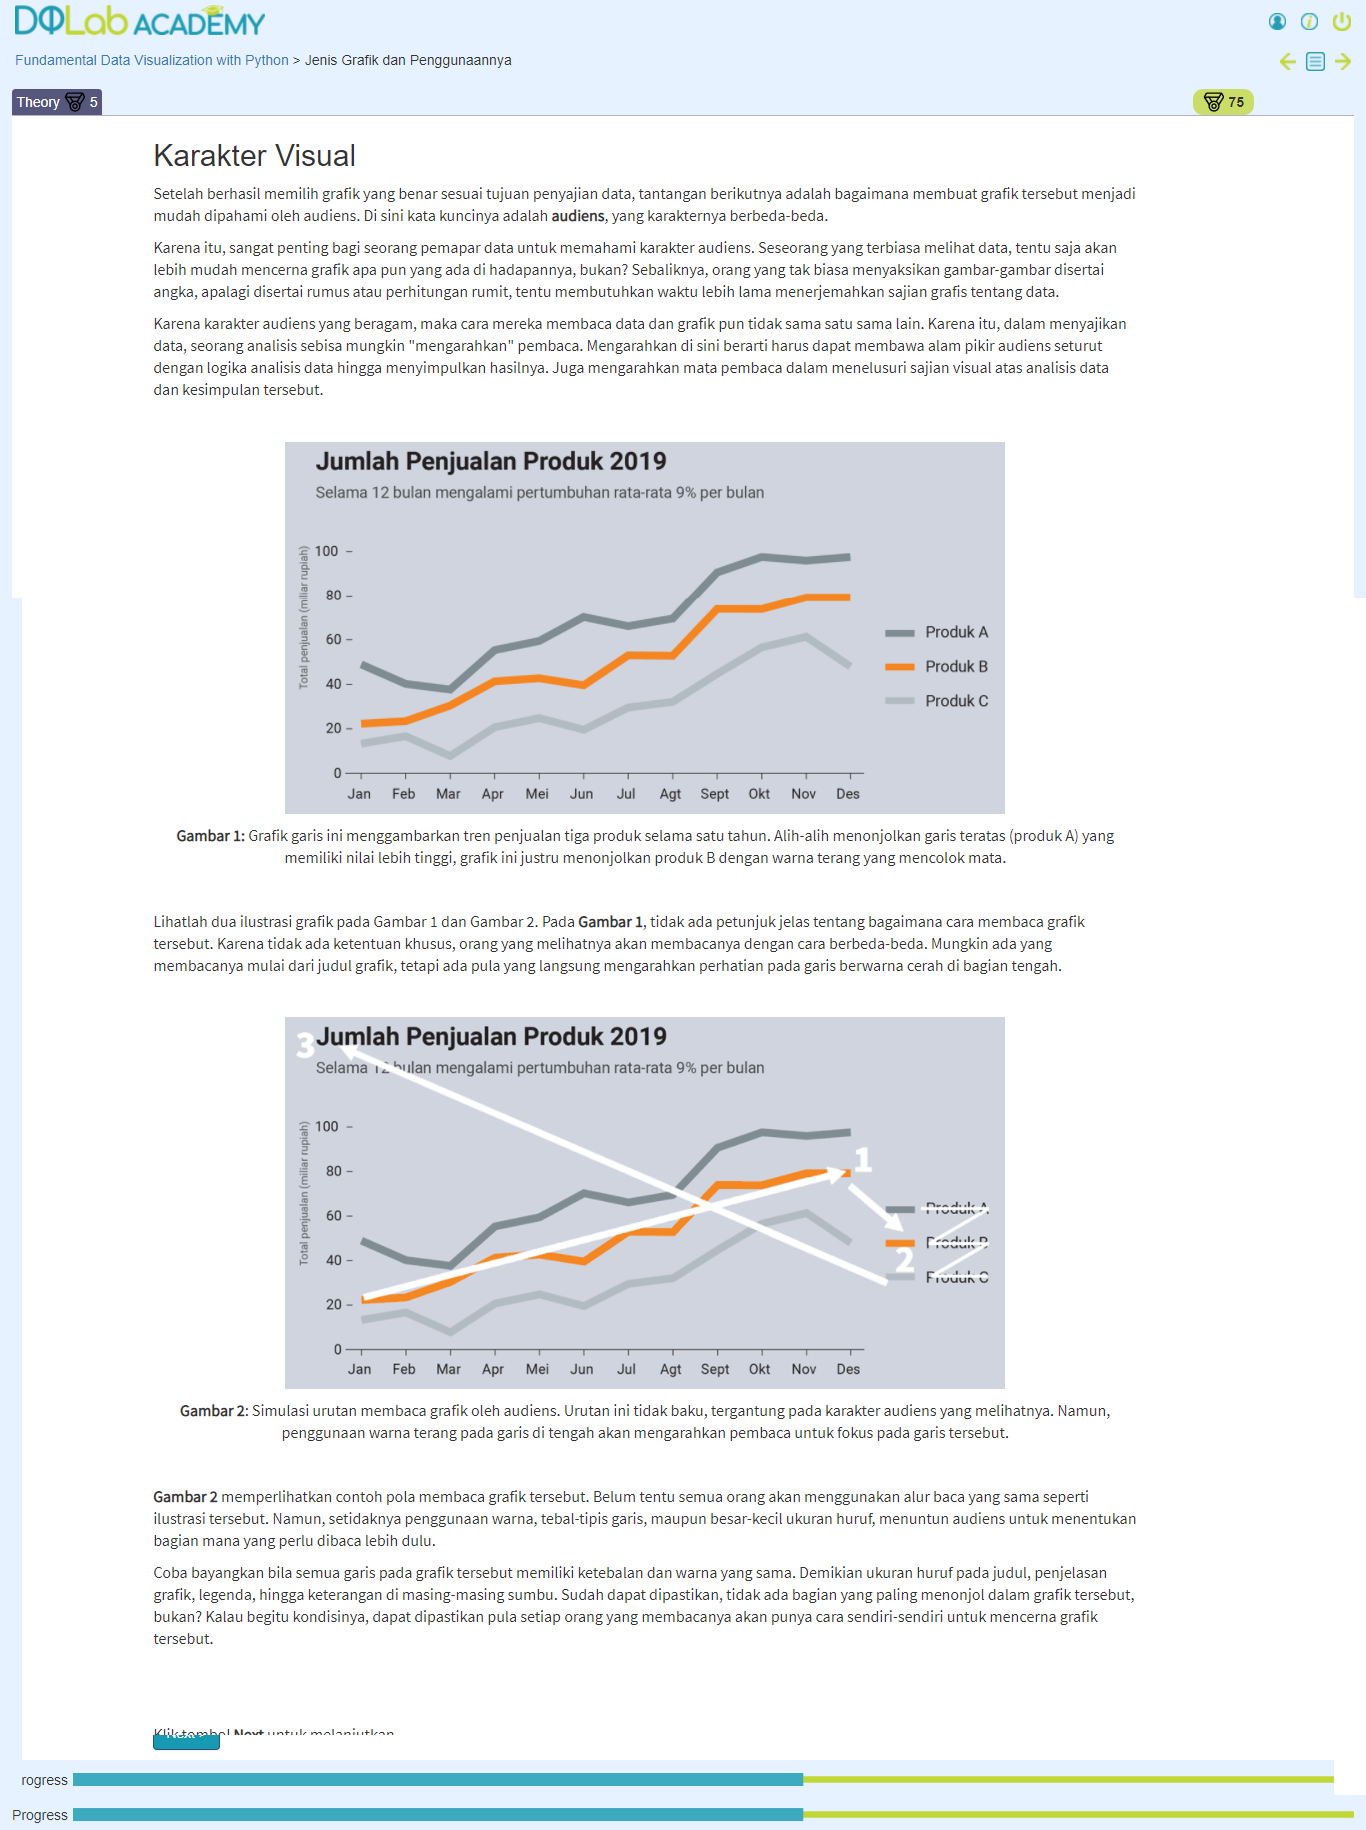 DQLab ACADEMY
Fundamental Data Visualization with Python > Jenis Grafik dan Penggunaannya
Theory 5
75
Karakter Visual
Setelah berhasil memilih grafik yang benar sesuai tujuan penyajian data, tantangan berikutnya adalah bagaimana membuat grafik tersebut menjadi
mudah dipahami oleh audiens. Di sini kata kuncinya adalah audiens, yang karakternya berbeda-beda.
Karena itu, sangat penting bagi seorang pemapar data untuk memahami karakter audiens. Seseorang yang terbiasa melihat data, tentu saja akan
lebih mudah mencerna grafik apa pun yang ada di hadapannya, bukan? Sebaliknya, orang yang tak biasa menyaksikan gambar-gambar disertai
angka, apalagi disertai rumus atau perhitungan rumit, tentu membutuhkan waktu lebih lama menerjemahkan sajian grafis tentang data.
Karena karakter audiens yang beragam, maka cara mereka membaca data dan grafik pun tidak sama satu sama lain. Karena itu, dalam menyajikan
data, seorang analisis sebisa mungkin "mengarahkan" pembaca. Mengarahkan di sini berarti harus dapat membawa alam pikir audiens seturut
dengan logika analisis data hingga menyimpulkan hasilnya. Juga mengarahkan mata pembaca dalam menelusuri sajian visual atas analisis data
dan kesimpulan tersebut.
Jumlah Penjualan Produk 2019
Selama 12 bulan mengalami pertumbuhan rata-rata 9% per bulan
Total penjualan (miliar rupiah)
100
80
60
40
20
0
Jan Feb Mar Apr Mei Jun Jul Agt Sept Okt Nov Des
Produk A
Produk B
Produk C
Gambar 1: Grafik garis ini menggambarkan tren penjualan tiga produk selama satu tahun. Alih-alih menonjolkan garis teratas (produk A) yang
memiliki nilai lebih tinggi, grafik ini justru menonjolkan produk B dengan warna terang yang mencolok mata.
Lihatlah dua ilustrasi grafik pada Gambar 1 dan Gambar 2. Pada Gambar 1, tidak ada petunjuk jelas tentang bagaimana cara membaca grafik
tersebut. Karena tidak ada ketentuan khusus, orang yang melihatnya akan membacanya dengan cara berbeda-beda. Mungkin ada yang
membacanya mulai dari judul grafik, tetapi ada pula yang langsung mengarahkan perhatian pada garis berwarna cerah di bagian tengah.
3
Jumlah Penjualan Produk 2019
Selama 12 bulan mengalami pertumbuhan rata-rata 9% per bulan
Total penjualan (miliar rupiah)
100
80
60
40
20
0
Jan Feb Mar Apr Mei Jun Jul Agt Sept Okt Nov Des
1
2
Produk A
Produk B
Produk C
Gambar 2: Simulasi urutan membaca grafik oleh audiens. Urutan ini tidak baku, tergantung pada karakter audiens yang melihatnya. Namun,
penggunaan warna terang pada garis di tengah akan mengarahkan pembaca untuk fokus pada garis tersebut.
Gambar 2 memperlihatkan contoh pola membaca grafik tersebut. Belum tentu semua orang akan menggunakan alur baca yang sama seperti
ilustrasi tersebut. Namun, setidaknya penggunaan warna, tebal-tipis garis, maupun besar-kecil ukuran huruf, menuntun audiens untuk menentukan
bagian mana yang perlu dibaca lebih dulu.
Coba bayangkan bila semua garis pada grafik tersebut memiliki ketebalan dan warna yang sama. Demikian ukuran huruf pada judul, penjelasan
grafik, legenda, hingga keterangan di masing-masing sumbu. Sudah dapat dipastikan, tidak ada bagian yang paling menonjol dalam grafik tersebut,
bukan? Kalau begitu kondisinya, dapat dipastikan pula setiap orang yang membacanya akan punya cara sendiri-sendiri untuk mencerna grafik
tersebut.
Klik tombol Next untuk melanjutkan
rogress
Progress